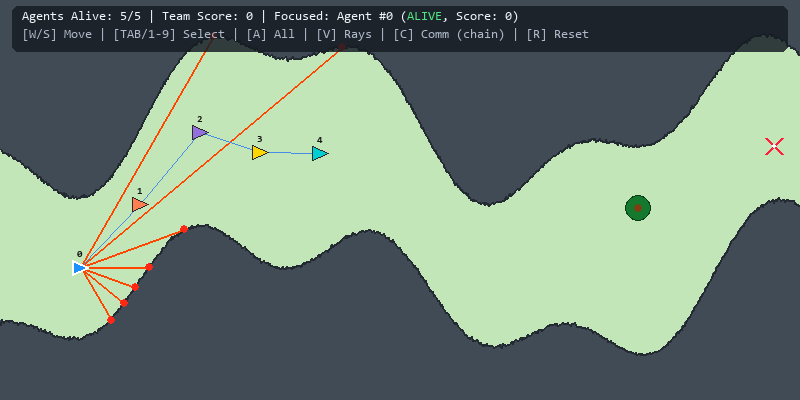 Agents Alive: 5/5 | Team Score: 0 | Focused: Agent #0 (ALIVE, Score: 0)
[W/S] Move | [TAB/1-9] Select | [A] All | [V] Rays | [C] Comm (chain) | [R] Reset
2
3
4
1
0